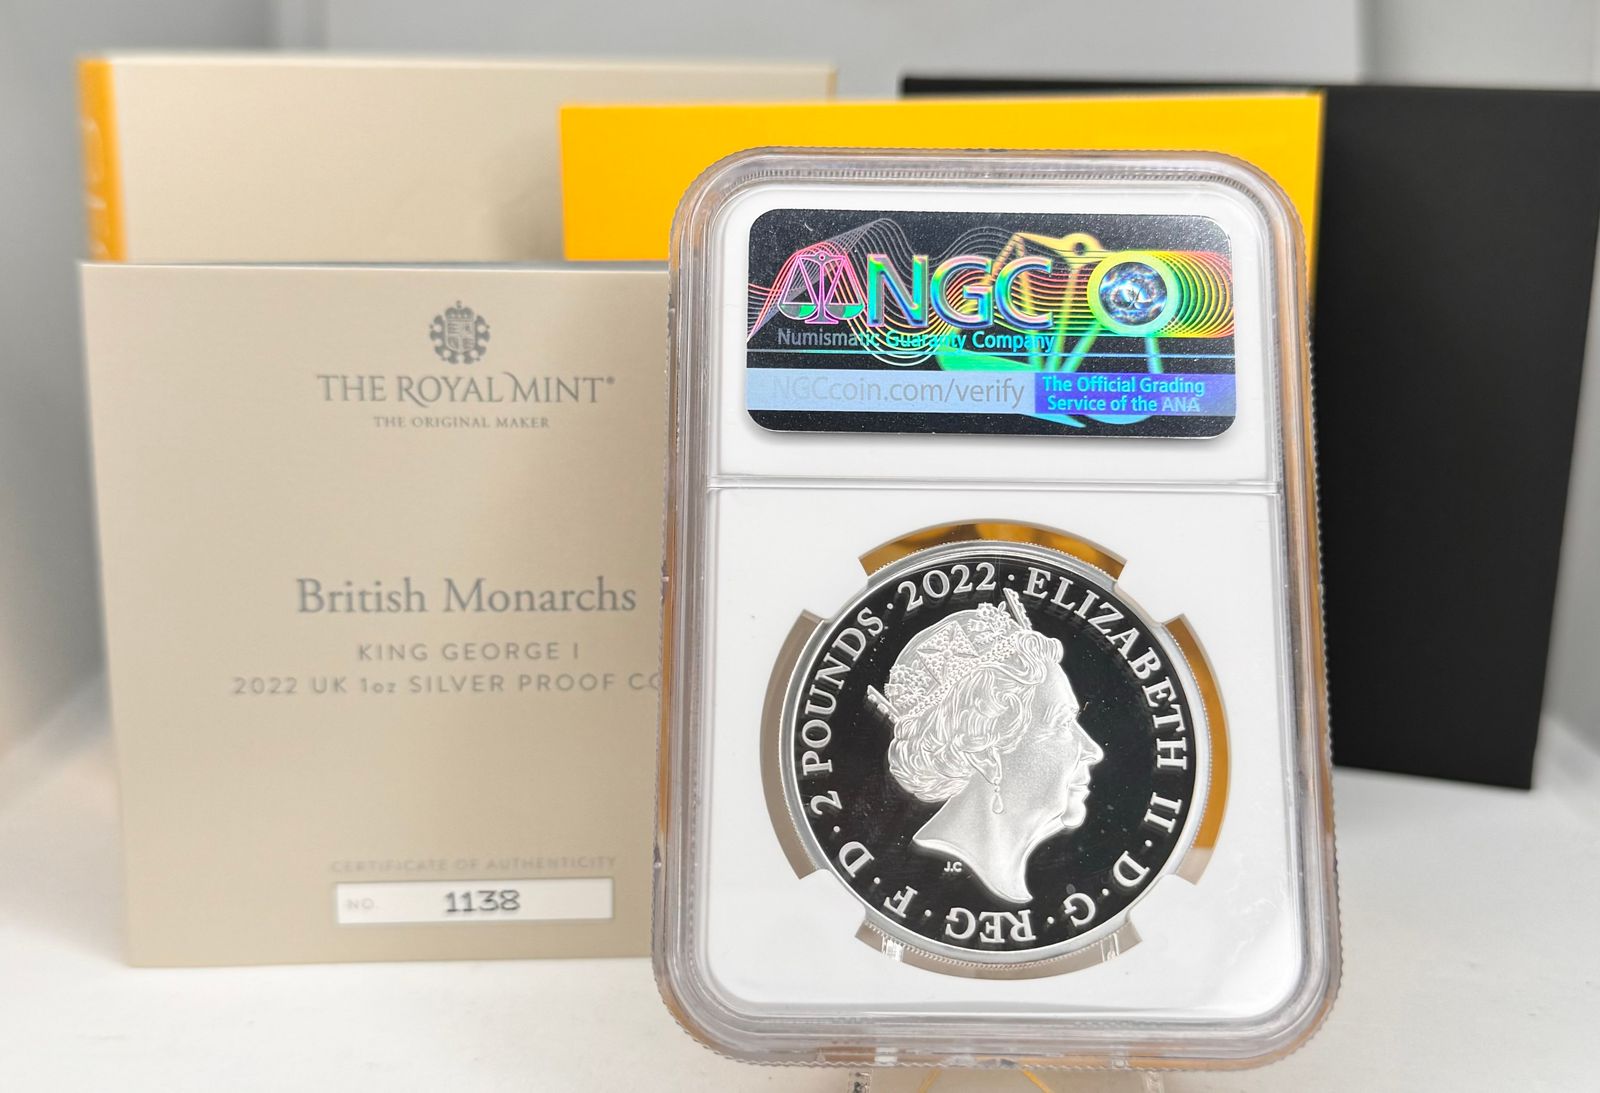 THE ROYAL MINT®
THE ORIGINAL MAKER
British Monarchs
KING GEORGE I
2022 UK 1oz SILVER PROOF
CERTIFICATE OF AUTHENTICITY
NO. 1138
NGC
Numismatic Guaranty Company
NGCcoin.com/verify
The Official Grading
Service of the ANA
2 POUNDS · 2022 · ELIZABETH II · D · G · REG · F · D ·
J.C